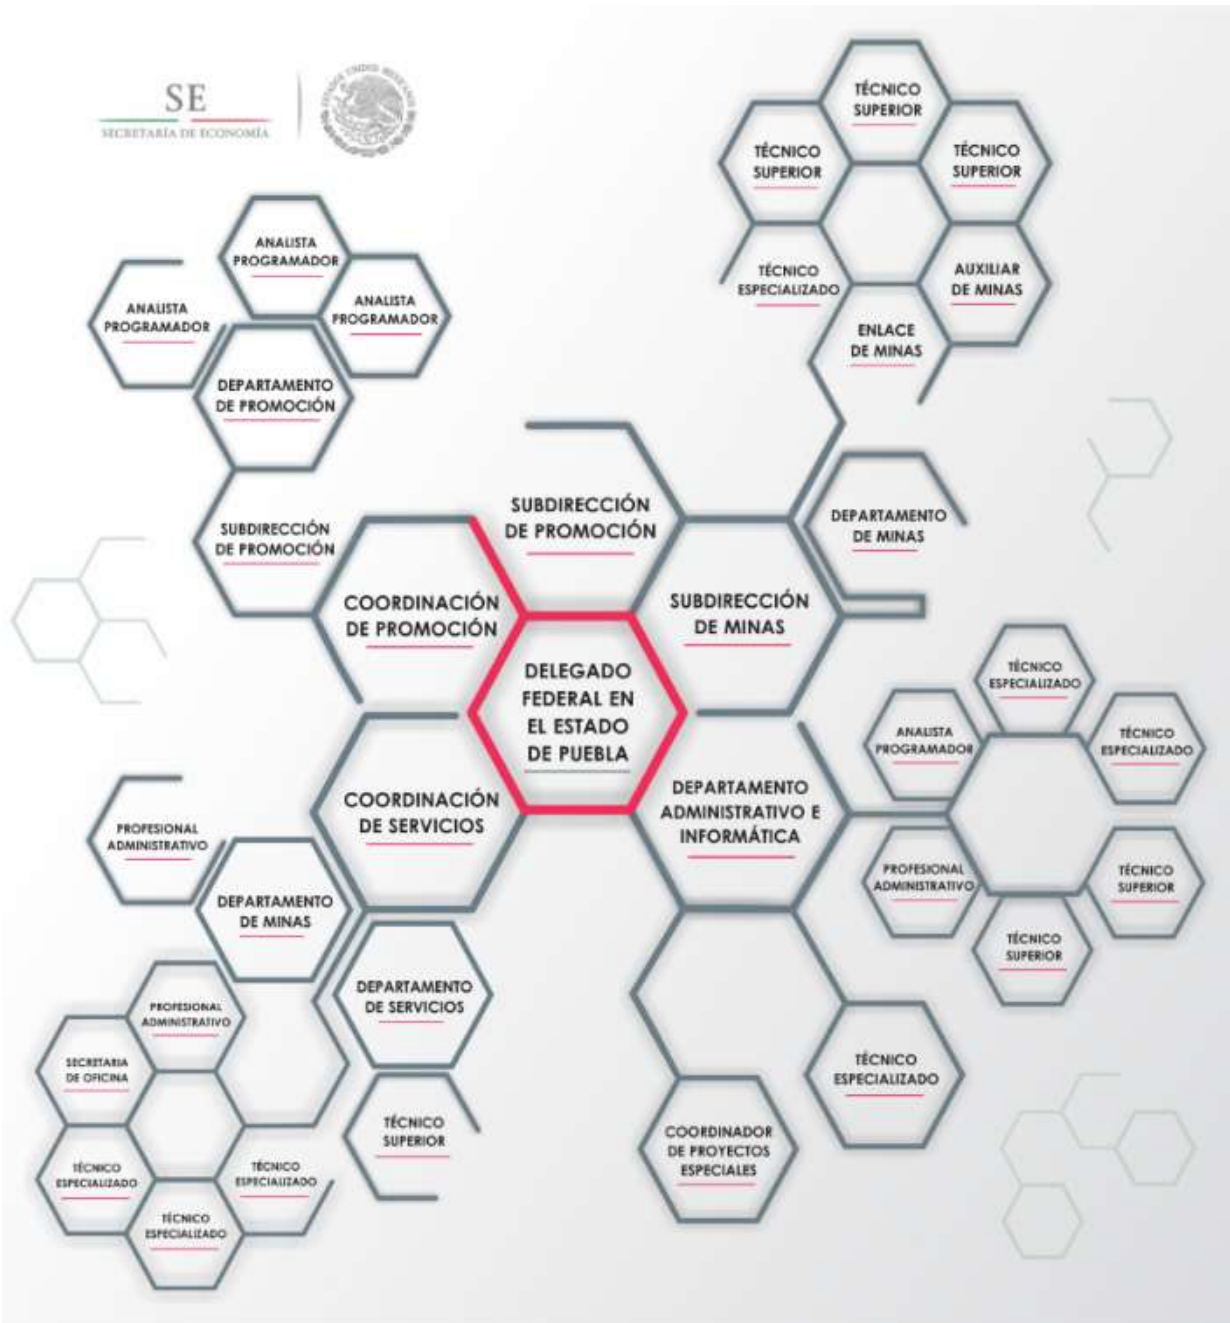 SE
SECRETARÍA DE ECONOMÍA
ESTADOS UNIDOS MEXICANOS
TÉCNICO
SUPERIOR
TÉCNICO
SUPERIOR
TÉCNICO
SUPERIOR
TÉCNICO
ESPECIALIZADO
AUXILIAR
DE MINAS
ENLACE
DE MINAS
ANALISTA
PROGRAMADOR
ANALISTA
PROGRAMADOR
ANALISTA
PROGRAMADOR
DEPARTAMENTO
DE PROMOCIÓN
SUBDIRECCIÓN
DE PROMOCIÓN
SUBDIRECCIÓN
DE PROMOCIÓN
DEPARTAMENTO
DE MINAS
COORDINACIÓN
DE PROMOCIÓN
SUBDIRECCIÓN
DE MINAS
DELEGADO
FEDERAL EN
EL ESTADO
DE PUEBLA
TÉCNICO
ESPECIALIZADO
ANALISTA
PROGRAMADOR
TÉCNICO
ESPECIALIZADO
COORDINACIÓN
DE SERVICIOS
DEPARTAMENTO
ADMINISTRATIVO E
INFORMÁTICA
PROFESIONAL
ADMINISTRATIVO
TÉCNICO
SUPERIOR
TÉCNICO
SUPERIOR
PROFESIONAL
ADMINISTRATIVO
DEPARTAMENTO
DE MINAS
DEPARTAMENTO
DE SERVICIOS
PROFESIONAL
ADMINISTRATIVO
SECRETARIA
DE OFICINA
TÉCNICO
ESPECIALIZADO
TÉCNICO
SUPERIOR
COORDINADOR
DE PROYECTOS
ESPECIALES
TÉCNICO
ESPECIALIZADO
TÉCNICO
ESPECIALIZADO
TÉCNICO
ESPECIALIZADO